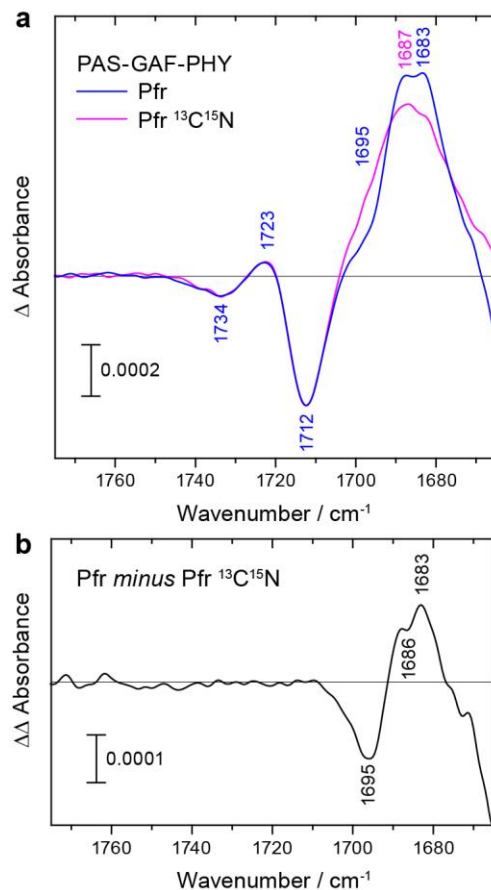 a
PAS-GAF-PHY
Pfr
Pfr ¹³C¹⁵N
1687
1683
1695
1723
1734
1712
0.0002
Δ Absorbance
1760 1740 1720 1700 1680
Wavenumber / cm⁻¹
b
Pfr minus Pfr ¹³C¹⁵N
1683
1686
1695
0.0001
ΔΔ Absorbance
1760 1740 1720 1700 1680
Wavenumber / cm⁻¹